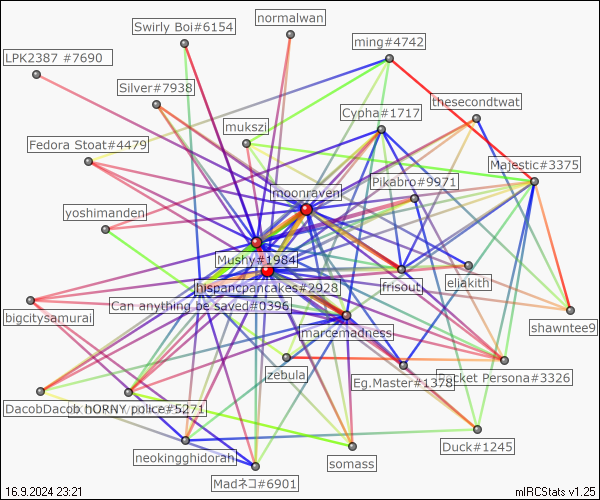 normalwan
Swirly Boi#6154
ming#4742
LPK2387 #7690
Silver#7938
thesecondtwat
Cypha#1717
mukszi
Fedora Stoat#4479
Majestic#3375
Pikabro#9971
moonraven
yoshimanden
Mushy#1984
eliakith
hispancpancakes#2928
frisout
Can anything be saved#0396
bigcitysamurai
marcemadness
shawntee9
zebula
Eg.Master#1378
cket Persona#3326
DacobDacob
hORNY police#5271
Duck#1245
neokingghidorah
somass
Madネコ#6901
16.9.2024 23:21
mIRCStats v1.25